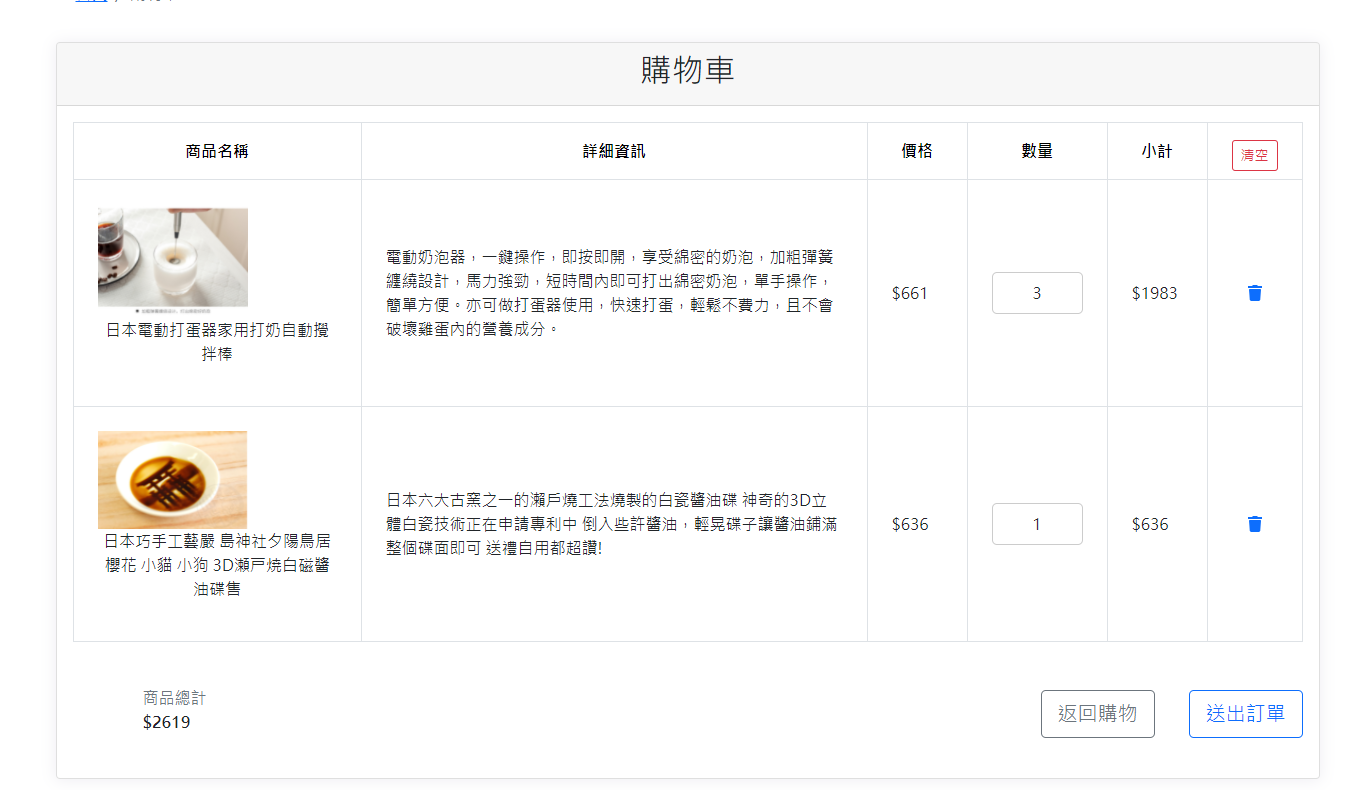 購物車
商品名稱 詳細資訊 價格 數量 小計 清空
日本電動打蛋器家用打奶自動攪
拌棒
電動奶泡器，一鍵操作，即按即開，享受綿密的奶泡，加粗彈簧
纏繞設計，馬力強勁，短時間內即可打出綿密奶泡，單手操作，
簡單方便。亦可做打蛋器使用，快速打蛋，輕鬆不費力，且不會
破壞雞蛋內的營養成分。
$661 3 $1983
日本巧手工藝嚴 島神社夕陽鳥居
櫻花 小貓 小狗 3D瀨戸焼白磁醬
油碟售
日本六大古窯之一的瀨戶燒工法燒製的白瓷醬油碟 神奇的3D立
體白瓷技術正在申請專利中 倒入些許醬油，輕晃碟子讓醬油鋪滿
整個碟面即可 送禮自用都超讚!
$636 1 $636
商品總計
$2619
返回購物 送出訂單